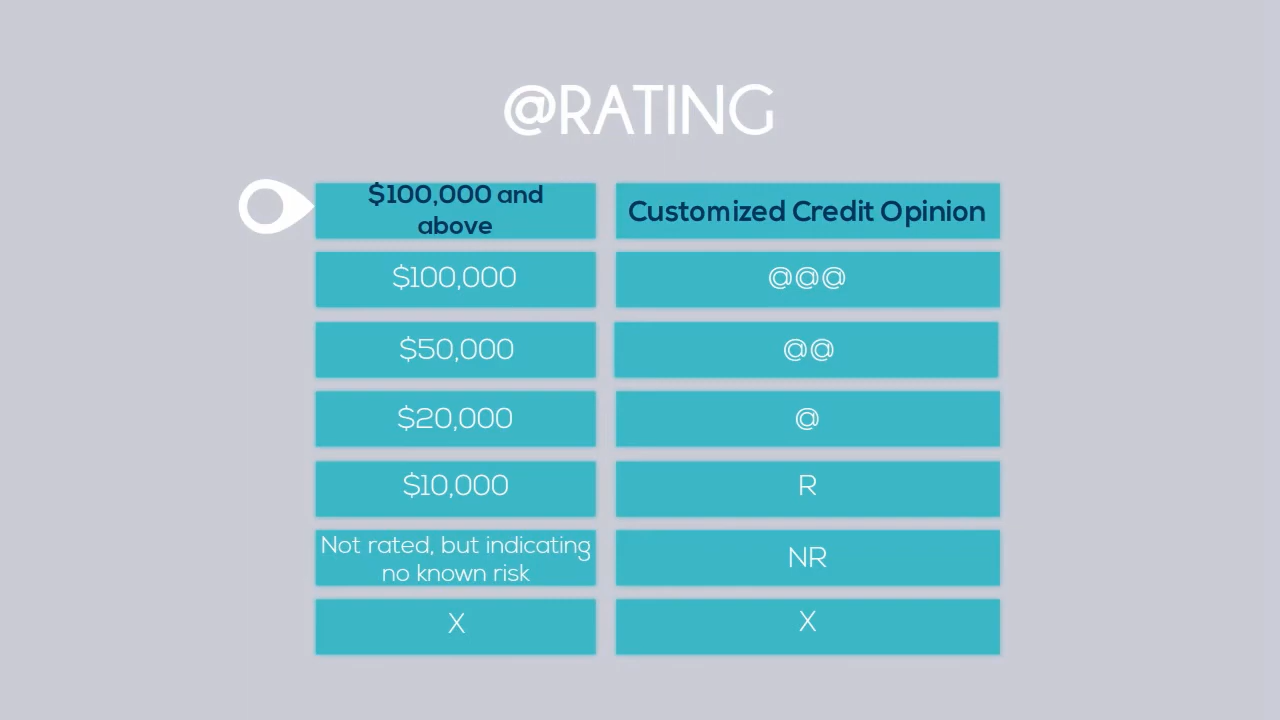 @RATING
$100,000 and
above
Customized Credit Opinion
$100,000
@@@
$50,000
@@
$20,000
@
$10,000
R
Not rated, but indicating
no known risk
NR
X
X